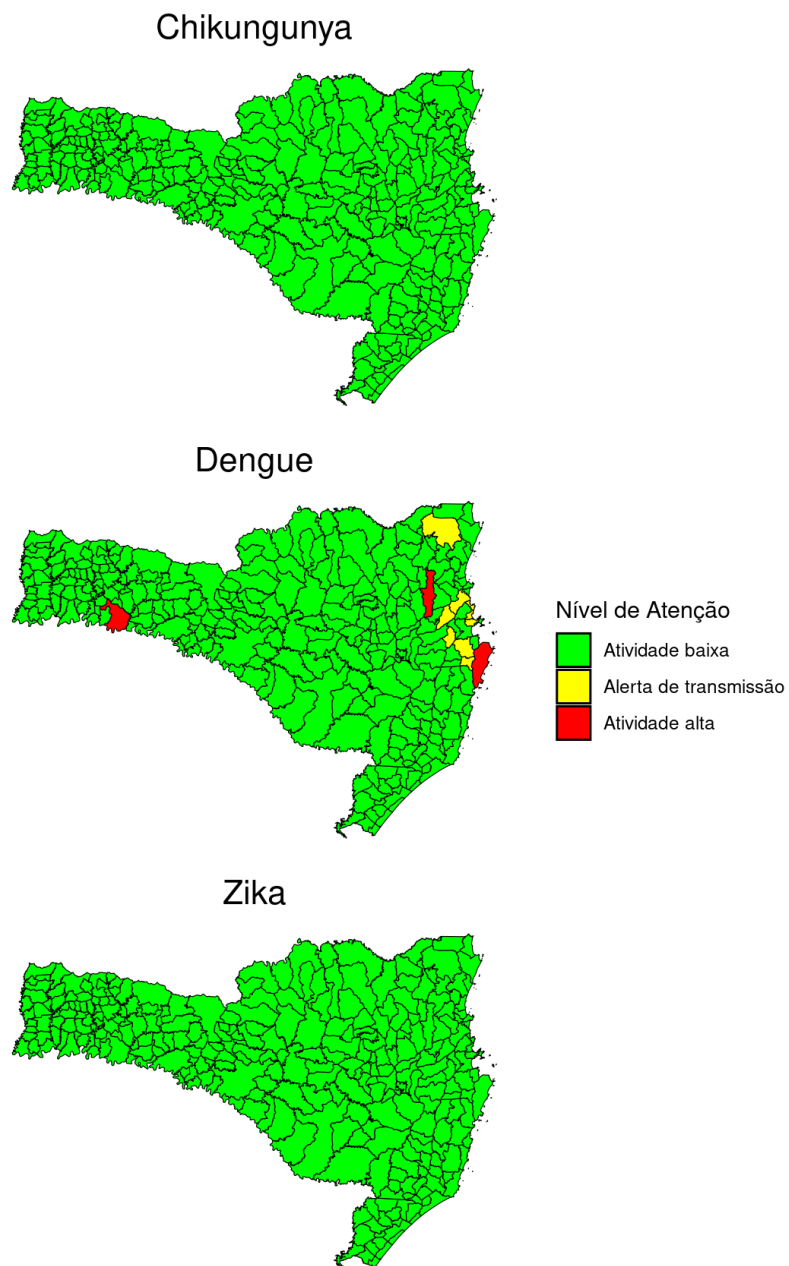 Chikungunya
Dengue
Nível de Atenção
Atividade baixa
Alerta de transmissão
Atividade alta
Zika